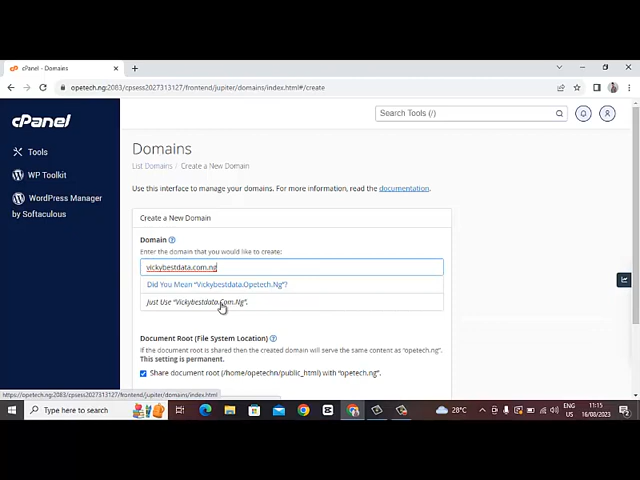 cPanel - Domains
opetech.ng:2083/cpsess2027313127/frontend/jupiter/domains/index.html#/create
cPanel
Search Tools (/)
Tools
WP Toolkit
WordPress Manager
by Softaculous
Domains
List Domains / Create a New Domain
Use this interface to manage your domains. For more information, read the documentation.
Create a New Domain
Domain
Enter the domain that you would like to create:
vickybestdata.com.ng
Did You Mean "Vickybestdata.Opetech.Ng"?
Just Use "Vickybestdata.Com.Ng".
Document Root (File System Location)
If the document root is shared then the created domain will serve the same content as "opetech.ng".
This setting is permanent.
Share document root (/home/opetechn/public_html) with "opetech.ng".
https://opetech.ng:2083/cpsess2027313127/frontend/jupiter/domains/index.html
Type here to search
28°C
ENG
US
11:15
16/08/2023